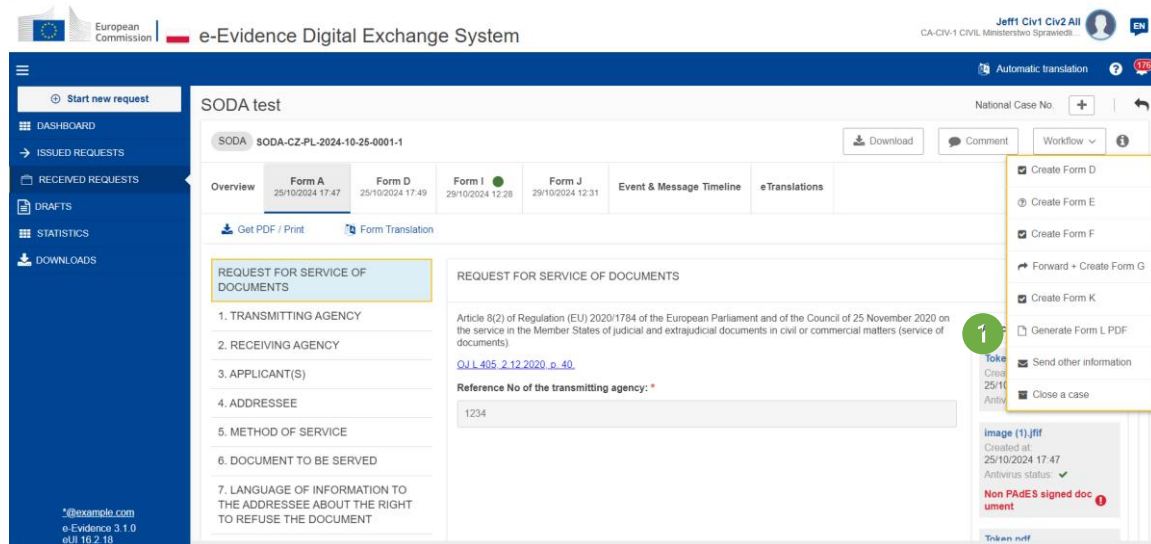 European
Commission
e-Evidence Digital Exchange System
Jeff1 Civ1 Civ2 All
CA-CIV-1 CIVIL Ministerstwo Sprawiedli...
EN
Automatic translation
?
176
Start new request
DASHBOARD
ISSUED REQUESTS
RECEIVED REQUESTS
DRAFTS
STATISTICS
DOWNLOADS
*@example.com
e-Evidence 3.1.0
eUI 16.2.18
SODA test
National Case No.
SODA SODA-CZ-PL-2024-10-25-0001-1
Download
Comment
Workflow
Overview
Form A
25/10/2024 17:47
Form D
25/10/2024 17:49
Form I
29/10/2024 12:28
Form J
29/10/2024 12:31
Event & Message Timeline
eTranslations
Get PDF / Print
Form Translation
REQUEST FOR SERVICE OF
DOCUMENTS
1. TRANSMITTING AGENCY
2. RECEIVING AGENCY
3. APPLICANT(S)
4. ADDRESSEE
5. METHOD OF SERVICE
6. DOCUMENT TO BE SERVED
7. LANGUAGE OF INFORMATION TO
THE ADDRESSEE ABOUT THE RIGHT
TO REFUSE THE DOCUMENT
REQUEST FOR SERVICE OF DOCUMENTS
Article 8(2) of Regulation (EU) 2020/1784 of the European Parliament and of the Council of 25 November 2020 on
the service in the Member States of judicial and extrajudicial documents in civil or commercial matters (service of
documents).
OJ L 405, 2.12.2020, p. 40.
Reference No of the transmitting agency: *
1234
Create Form D
Create Form E
Create Form F
Forward + Create Form G
Create Form K
1
Generate Form L PDF
Send other information
Close a case
Toke
Crea
25/10
Antiv
image (1).jfif
Created at:
25/10/2024 17:47
Antivirus status:
Non PAdES signed doc
ument
Token.pdf